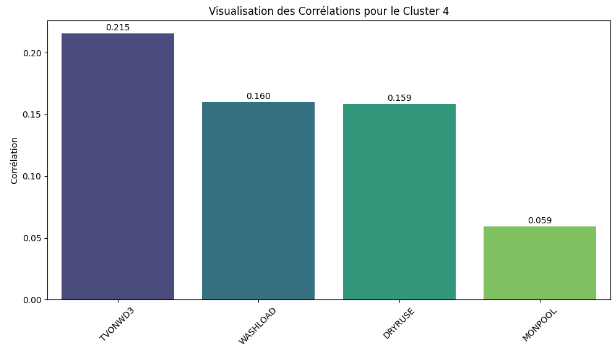 Visualisation des Corrélations pour le Cluster 4
0.215
0.20
0.160
0.159
0.15
Corrélation
0.10
0.059
0.05
0.00
TVONWD3
WASHLOAD
DRYRUSE
MONPOOL